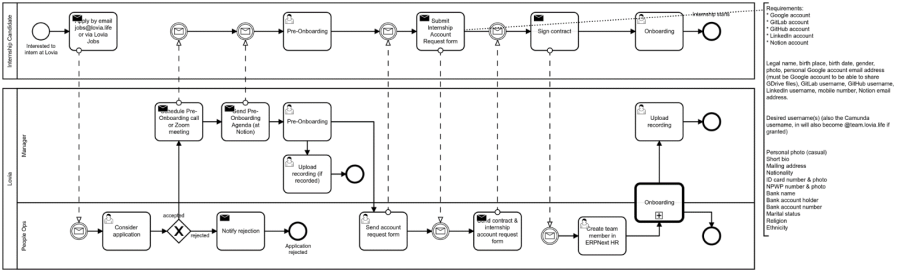 Internship Candidate
Interested to
intern at Lovia
Apply by email
jobs@lovia.life
or via Lovia
Jobs
Pre-Onboarding
Submit
Internship
Account
Request form
Sign contract
Onboarding
Internship starts
Lovia
Manager
Schedule Pre-
Onboarding call
or Zoom
meeting
Send Pre-
Onboarding
Agenda (at
Notion)
Pre-Onboarding
Upload
recording (if
recorded)
Upload
recording
Onboarding
People Ops
Consider
application
accepted
rejected
Notify rejection
Application
rejected
Send account
request form
Send contract &
internship
account request
form
Create team
member in
ERPNext HR
Requirements:
* Google account
* GitLab account
* GitHub account
* LinkedIn account
* Notion account
Legal name, birth place, birth date, gender,
photo, personal Google account email address
(must be Google account to be able to share
GDrive files), GitLab username, GitHub username,
LinkedIn username, mobile number, Notion email
address.
Desired username(s) (also the Camunda
username, in will also become @team.lovia.life if
granted)
Personal photo (casual)
Short bio
Mailing address
Nationality
ID card number & photo
NPWP number & photo
Bank name
Bank account holder
Bank account number
Marital status
Religion
Ethnicity